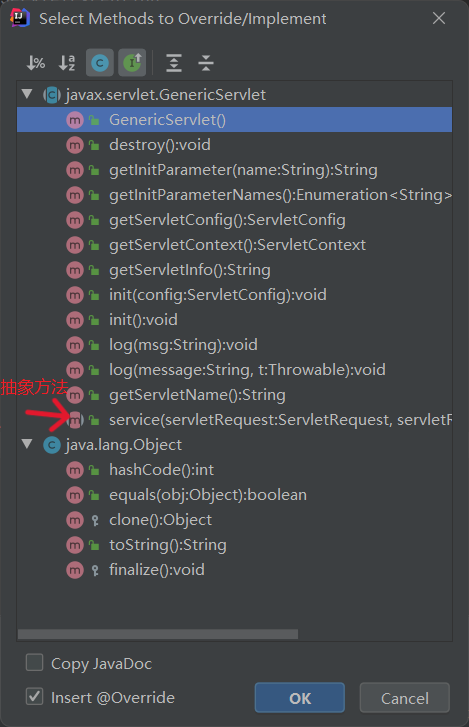 Select Methods to Override/Implement
javax.servlet.GenericServlet
GenericServlet()
destroy():void
getInitParameter(name:String):String
getInitParameterNames():Enumeration<String>
getServletConfig():ServletConfig
getServletContext():ServletContext
getServletInfo():String
init(config:ServletConfig):void
init():void
log(msg:String):void
log(message:String, t:Throwable):void
抽象方法
getServletName():String
service(servletRequest:ServletRequest, servletR
java.lang.Object
hashCode():int
equals(obj:Object):boolean
clone():Object
toString():String
finalize():void
Copy JavaDoc
Insert @Override
OK
Cancel